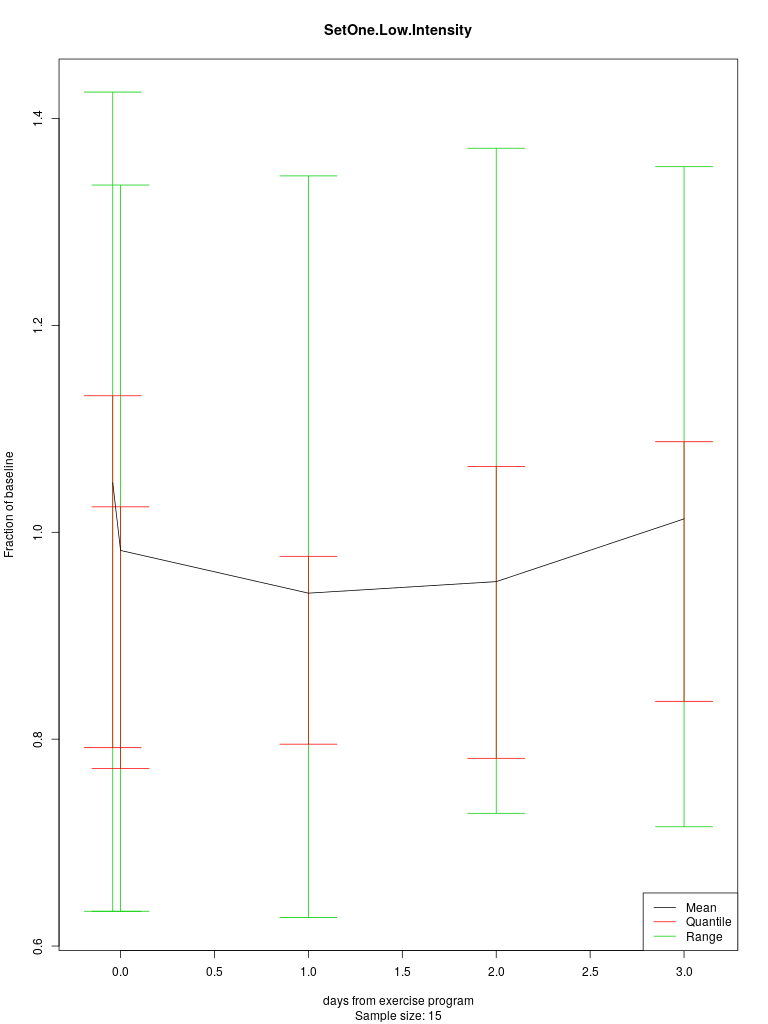 SetOne.Low.Intensity
Fraction of baseline
1.4
1.2
1.0
0.8
0.6
0.0 0.5 1.0 1.5 2.0 2.5 3.0
Mean
Quantile
Range
days from exercise program
Sample size: 15